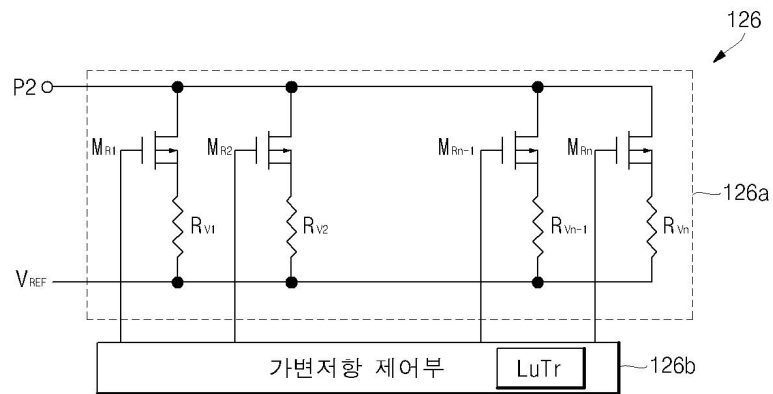 126
P2
MR1
MR2
MRn-1
MRn
126a
RV1
RV2
RVn-1
RVn
VREF
가변저항 제어부
LuTr
126b